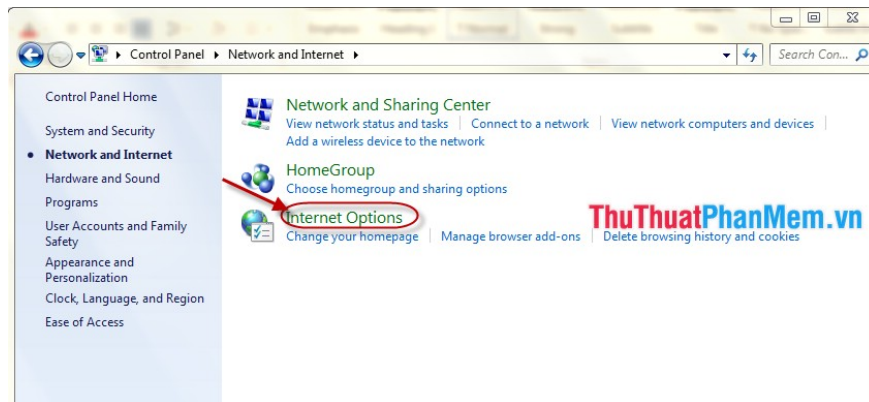 Control Panel ▸ Network and Internet ▸
Search Con...
Control Panel Home
System and Security
Network and Internet
Hardware and Sound
Programs
User Accounts and Family
Safety
Appearance and
Personalization
Clock, Language, and Region
Ease of Access
Network and Sharing Center
View network status and tasks | Connect to a network | View network computers and devices |
Add a wireless device to the network
HomeGroup
Choose homegroup and sharing options
Internet Options
Change your homepage | Manage browser add-ons | Delete browsing history and cookies
ThuThuatPhanMem.vn